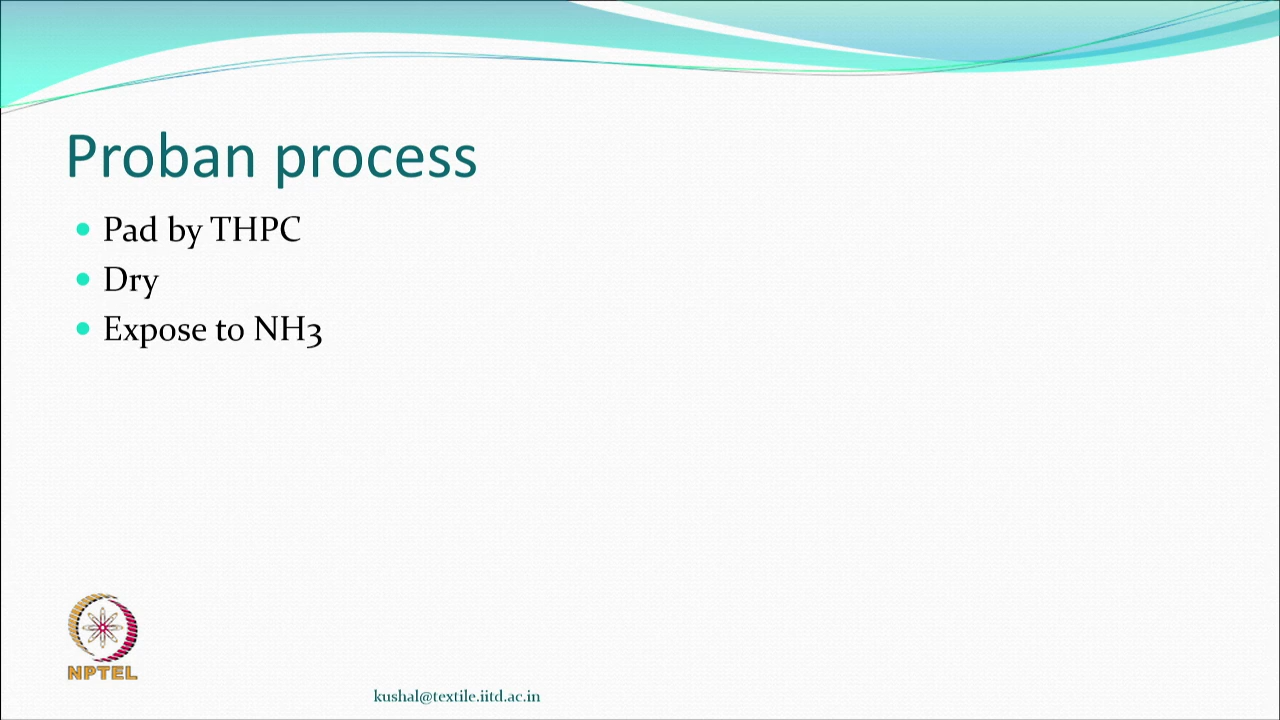 Proban process
Pad by THPC
Dry
Expose to NH3
NPTEL
kushal@textile.iitd.ac.in